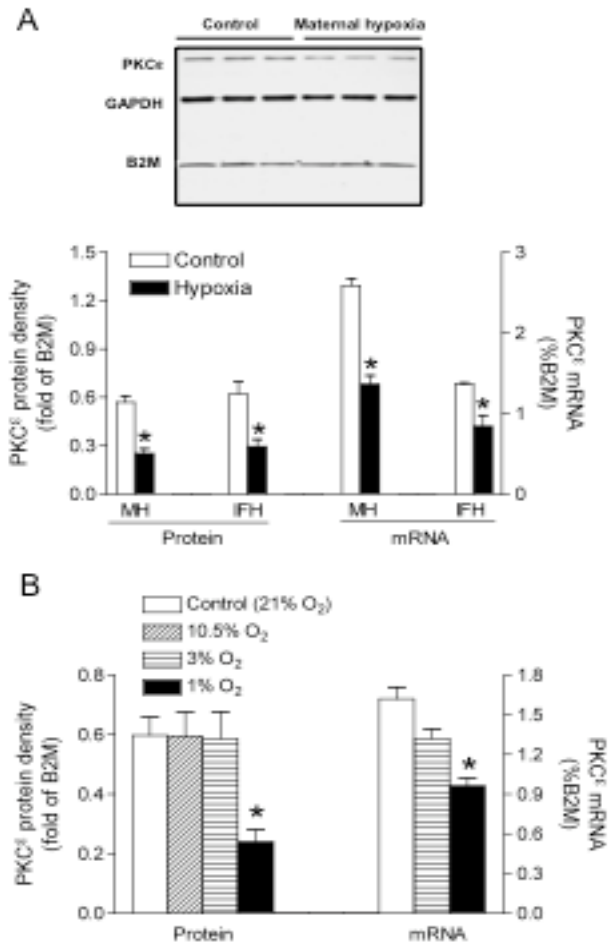 A
Control Maternal hypoxia
PKCε
GAPDH
B2M
Control
Hypoxia
PKCε protein density
(fold of B2M)
1.5
1.2
0.9
0.6
0.3
0.0
3
2
1
0
PKCε mRNA
(%B2M)
* * * *
MH IFH MH IFH
Protein mRNA
B
Control (21% O₂)
10.5% O₂
3% O₂
1% O₂
PKCε protein density
(fold of B2M)
0.8
0.6
0.4
0.2
0.0
1.8
1.5
1.2
0.9
0.6
0.3
0.0
PKCε mRNA
(%B2M)
* *
Protein mRNA